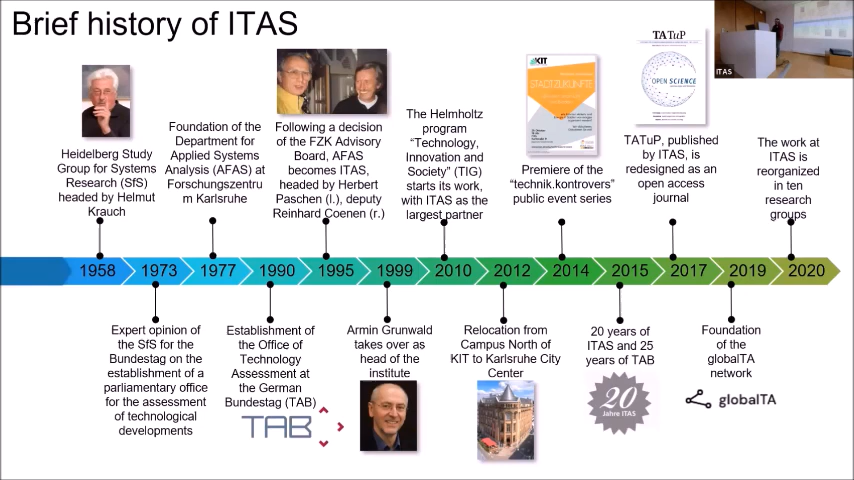 Brief history of ITAS
ITAS
Heidelberg Study
Group for Systems
Research (SfS)
headed by Helmut
Krauch
Foundation of the
Department for
Applied Systems
Analysis (AFAS) at
Forschungszentru
m Karlsruhe
Following a decision
of the FZK Advisory
Board, AFAS
becomes ITAS,
headed by Herbert
Paschen (l.), deputy
Reinhard Coenen (r.)
The Helmholtz
program
“Technology,
Innovation and
Society” (TIG)
starts its work,
with ITAS as the
largest partner
KIT
STADTZUKÜNFTE
Premiere of the
“technik.kontrovers”
public event series
TATuP
OPEN SCIENCE
TATuP, published
by ITAS, is
redesigned as an
open access
journal
The work at
ITAS is
reorganized
in ten
research
groups
1958 1973 1977 1990 1995 1999 2010 2012 2014 2015 2017 2019 2020
Expert opinion of
the SfS for the
Bundestag on the
establishment of a
parliamentary office
for the assessment
of technological
developments
Establishment of
the Office of
Technology
Assessment at
the German
Bundestag (TAB)
TAB
Armin Grunwald
takes over as
head of the
institute
Relocation from
Campus North of
KIT to Karlsruhe City
Center
20 years of
ITAS and 25
years of TAB
20
Jahre ITAS
Foundation
of the
globalTA
network
globalTA